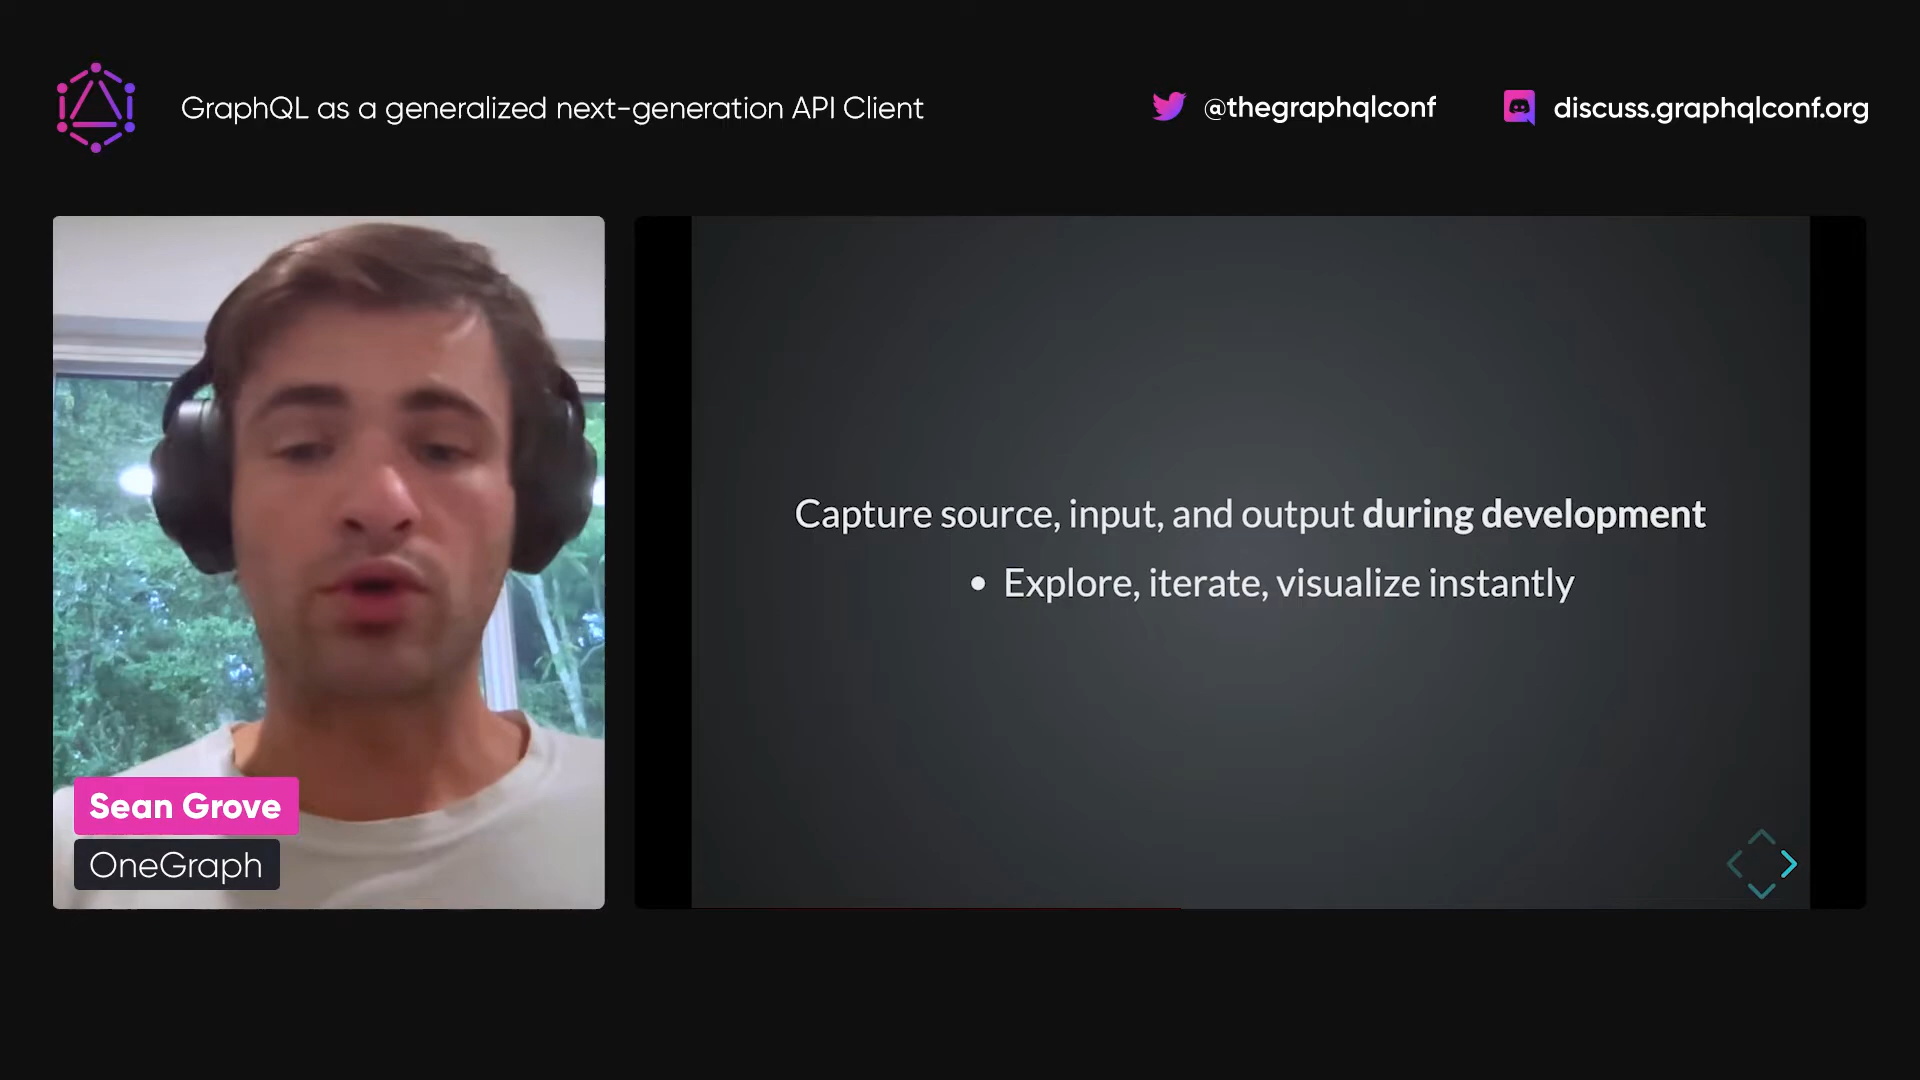 GraphQL as a generalized next-generation API Client
@thegraphqlconf
discuss.graphqlconf.org
Capture source, input, and output during development
• Explore, iterate, visualize instantly
Sean Grove
OneGraph